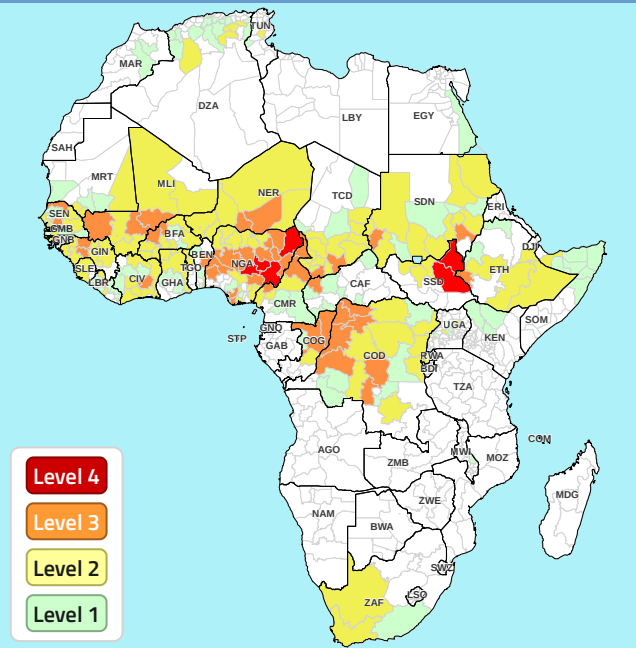 TUN
MAR
DZA
LBY
EGY
SAH
MRT
MLI
NER
TCD
SDN
ERI
SEN
GMB
GNB
BFA
DJI
GIN
BEN
NGA
SLE
TGO
ETH
LBR
CIV
GHA
CAF
SSD
CMR
SOM
GNQ
UGA
STP
COG
KEN
GAB
COD
RWA
BDI
TZA
COM
AGO
MWI
MOZ
ZMB
MDG
ZWE
NAM
BWA
SWZ
LSO
ZAF
Level 4
Level 3
Level 2
Level 1